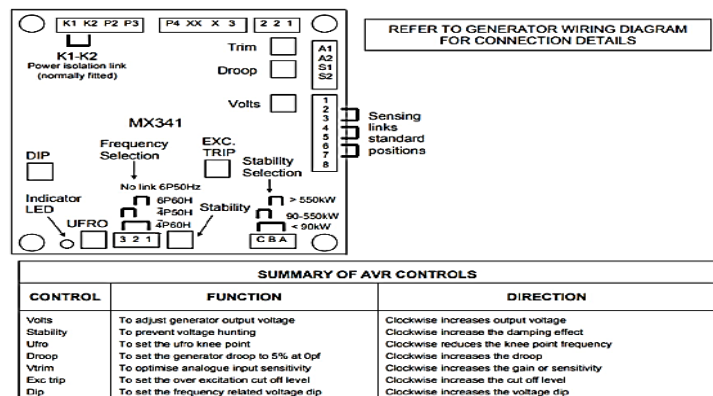 K1 K2 P2 P3 P4 XX X 3 2 2 1
REFER TO GENERATOR WIRING DIAGRAM
FOR CONNECTION DETAILS
K1-K2
Power isolation link
(normally fitted)
Trim
Droop
Volts
A1
A2
S1
S2
1
2
3
4
5
6
7
8
Sensing
links
standard
positions
MX341
Frequency
Selection
EXC.
TRIP
Stability
Selection
DIP
No link 6P50Hz
6P60H
4P50H
4P60H
> 550kW
90-550kW
< 90kW
Indicator
LED
UFRO
Stability
3 2 1
C B A
SUMMARY OF AVR CONTROLS
CONTROL FUNCTION DIRECTION
Volts To adjust generator output voltage Clockwise increases output voltage
Stability To prevent voltage hunting Clockwise increase the damping effect
Ufro To set the ufro knee point Clockwise reduces the knee point frequency
Droop To set the generator droop to 5% at 0pf Clockwise increases the droop
Vtrim To optimise analogue input sensitivity Clockwise increases the gain or sensitivity
Exc trip To set the over excitation cut off level Clockwise increase the cut off level
Dip To set the frequency related voltage dip Clockwise increases the voltage dip